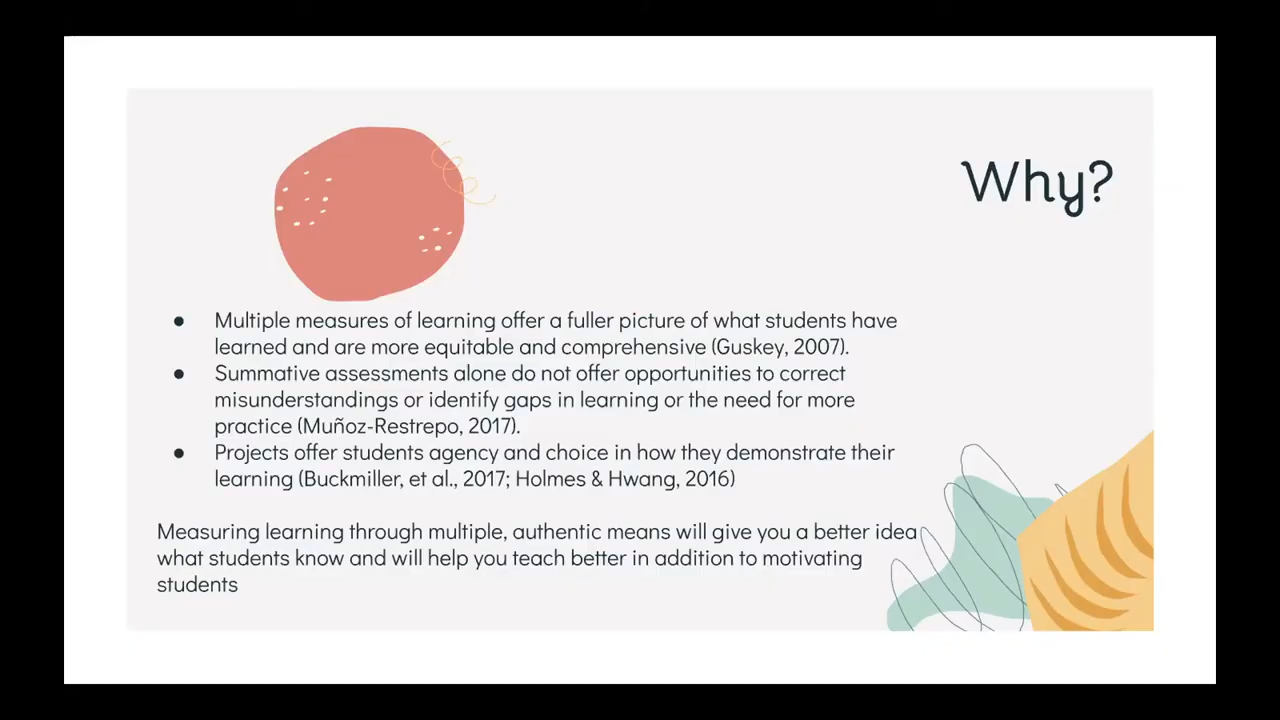 Why?
● Multiple measures of learning offer a fuller picture of what students have
learned and are more equitable and comprehensive (Guskey, 2007).
● Summative assessments alone do not offer opportunities to correct
misunderstandings or identify gaps in learning or the need for more
practice (Muñoz-Restrepo, 2017).
● Projects offer students agency and choice in how they demonstrate their
learning (Buckmiller, et al., 2017; Holmes & Hwang, 2016)
Measuring learning through multiple, authentic means will give you a better idea
what students know and will help you teach better in addition to motivating
students